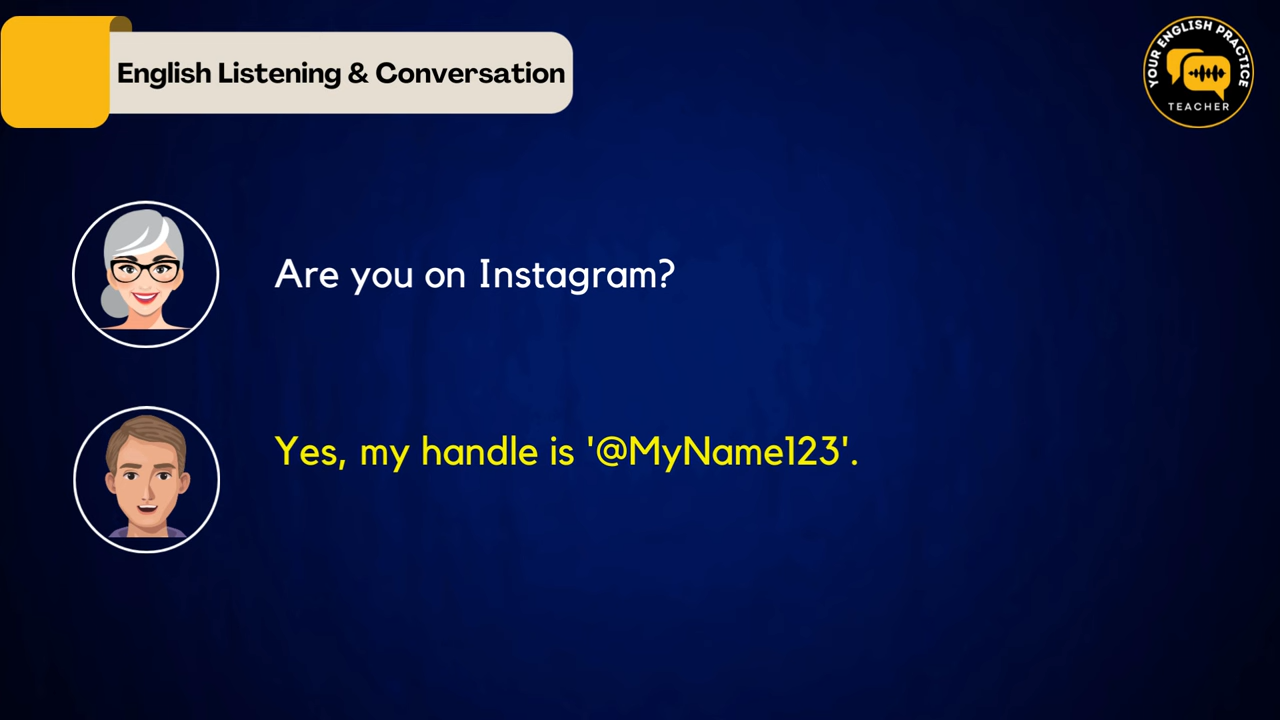 English Listening & Conversation
YOUR ENGLISH PRACTICE
TEACHER
Are you on Instagram?
Yes, my handle is '@MyName123'.